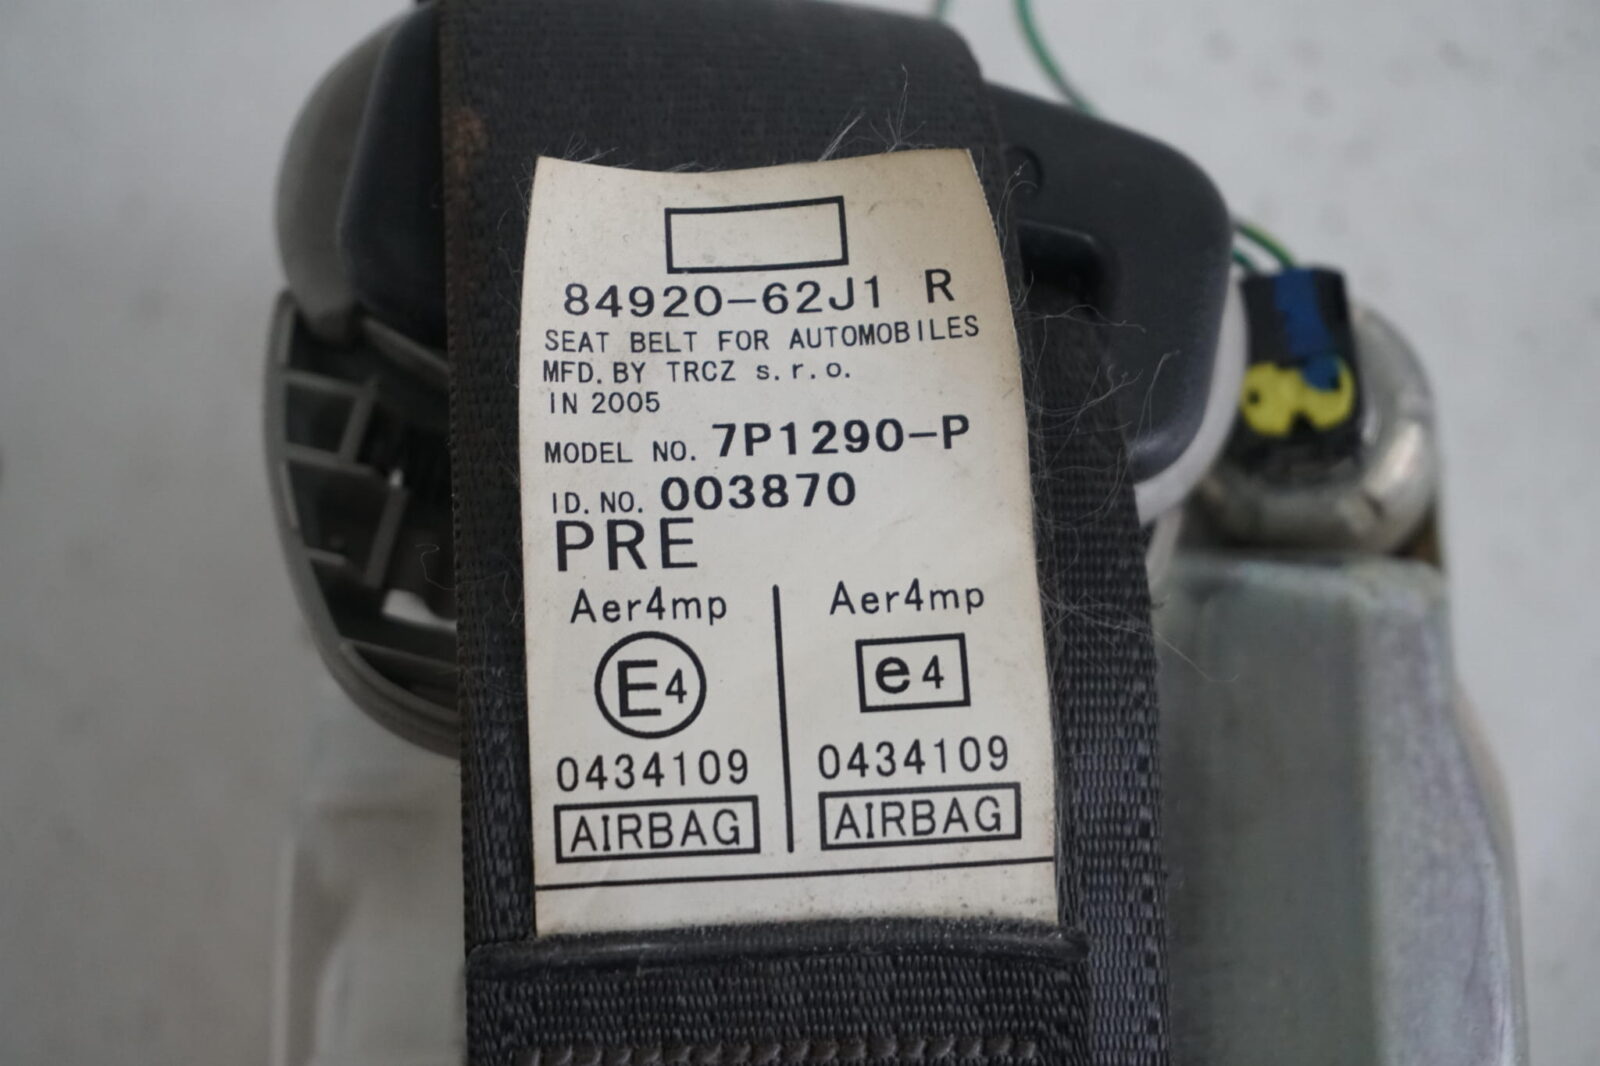 84920-62J1 R
SEAT BELT FOR AUTOMOBILES
MFD. BY TRCZ s.r.o.
IN 2005
MODEL NO. 7P1290-P
ID. NO. 003870
PRE
Aer4mp
E4
0434109
AIRBAG
Aer4mp
e4
0434109
AIRBAG